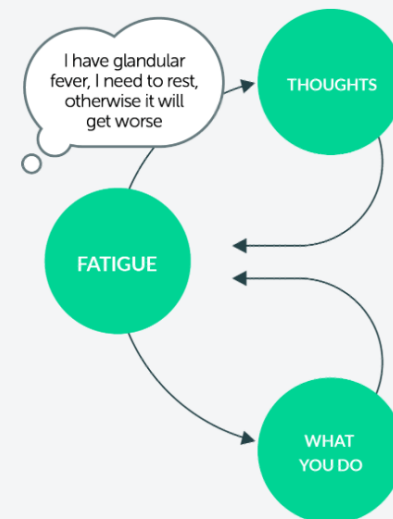 I have glandular
fever, I need to rest,
otherwise it will
get worse
THOUGHTS
FATIGUE
WHAT
YOU DO